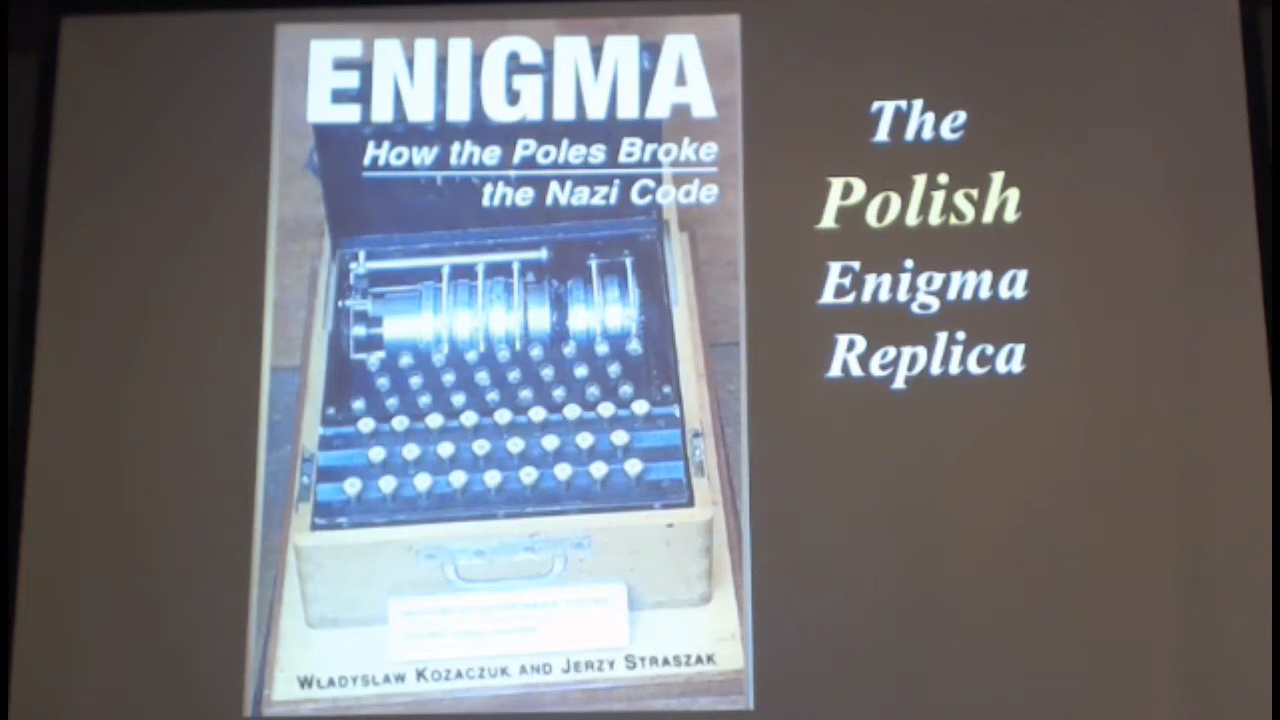 ENIGMA
How the Poles Broke
the Nazi Code
WŁADYSŁAW KOZACZUK AND JERZY STRASZAK
The
Polish
Enigma
Replica